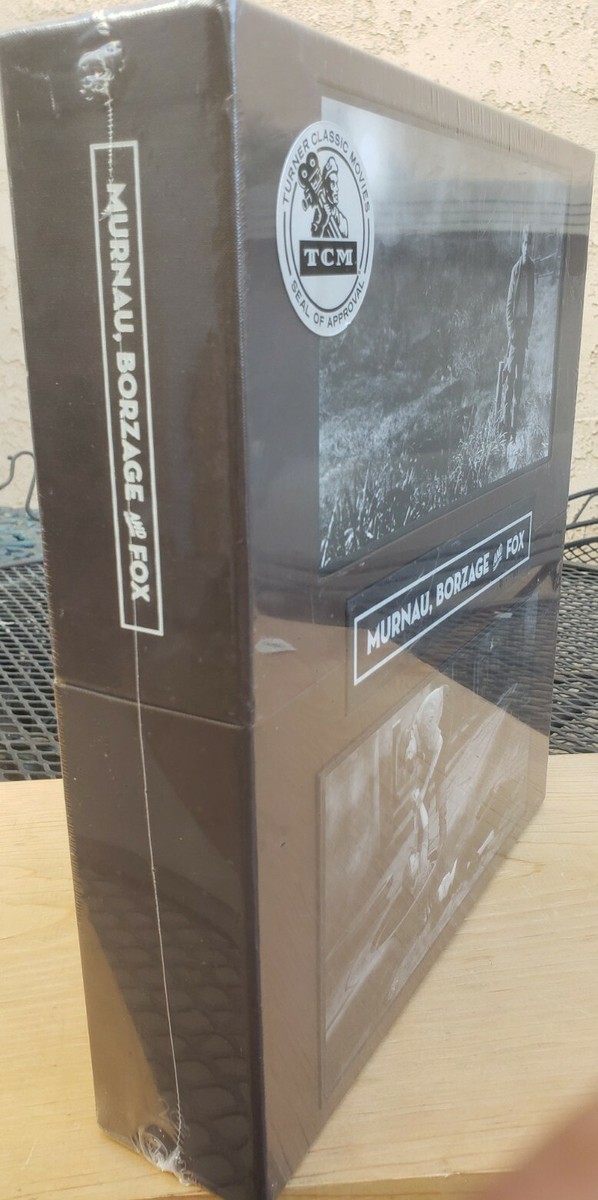 MURNAU, BORZAGE AND FOX
TURNER CLASSIC MOVIES
TCM
SEAL OF APPROVAL
MURNAU, BORZAGE AND FOX